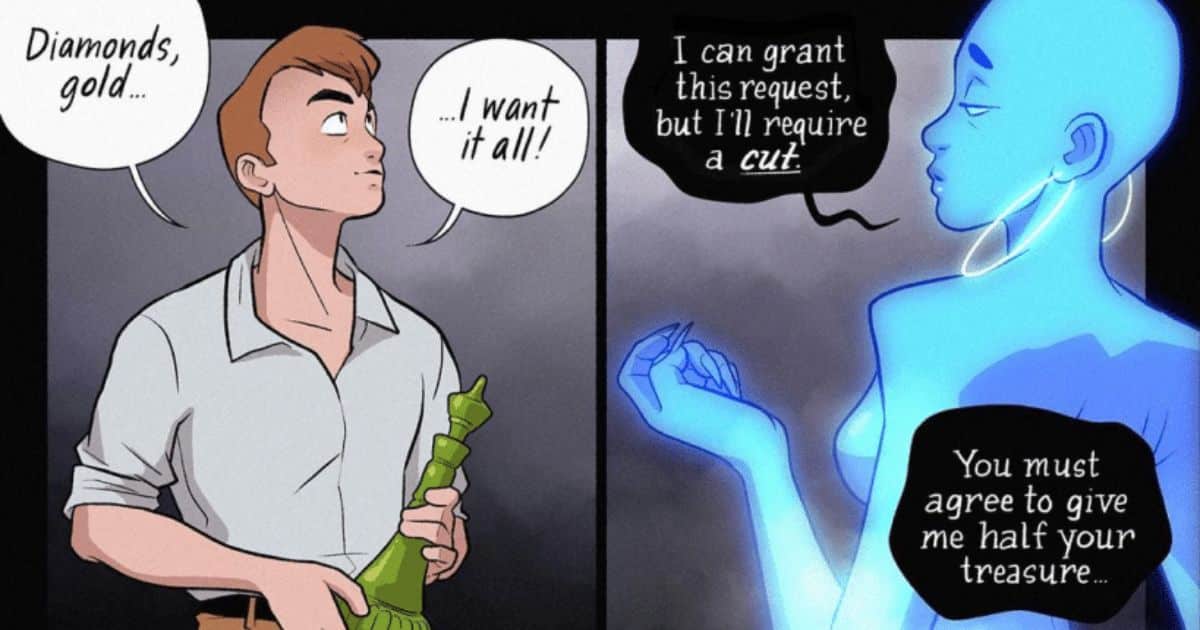 Diamonds,
gold...
...I want
it all!
I can grant
this request,
but I'll require
a cut.
You must
agree to give
me half your
treasure...